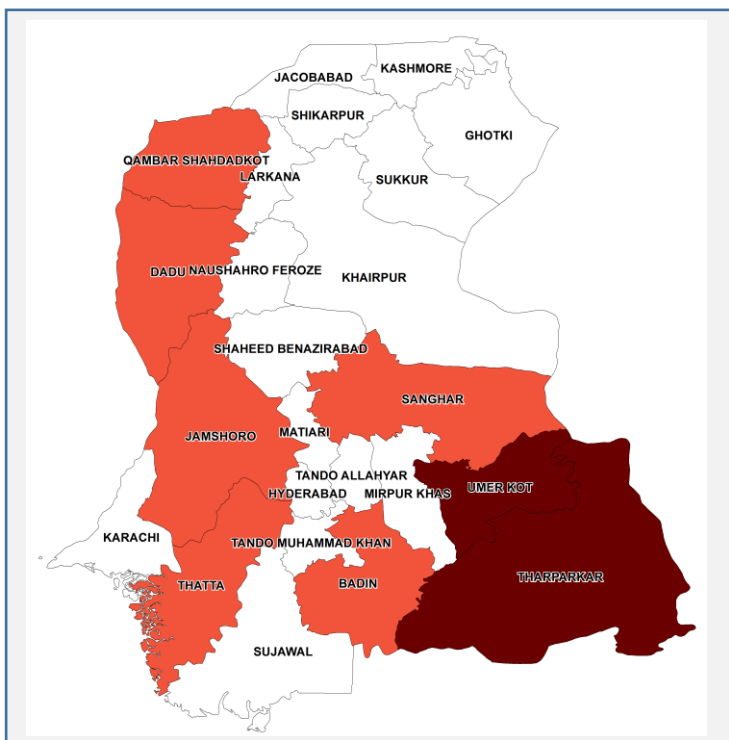 KASHMORE
JACOBABAD
SHIKARPUR
GHOTKI
QAMBAR SHAHDADKOT
LARKANA
SUKKUR
DADU
NAUSHAHRO FEROZE
KHAIRPUR
SHAHEED BENAZIRABAD
SANGHAR
JAMSHORO
MATIARI
TANDO ALLAHYAR
UMER KOT
HYDERABAD
MIRPUR KHAS
KARACHI
TANDO MUHAMMAD KHAN
THARPARKAR
THATTA
BADIN
SUJAWAL